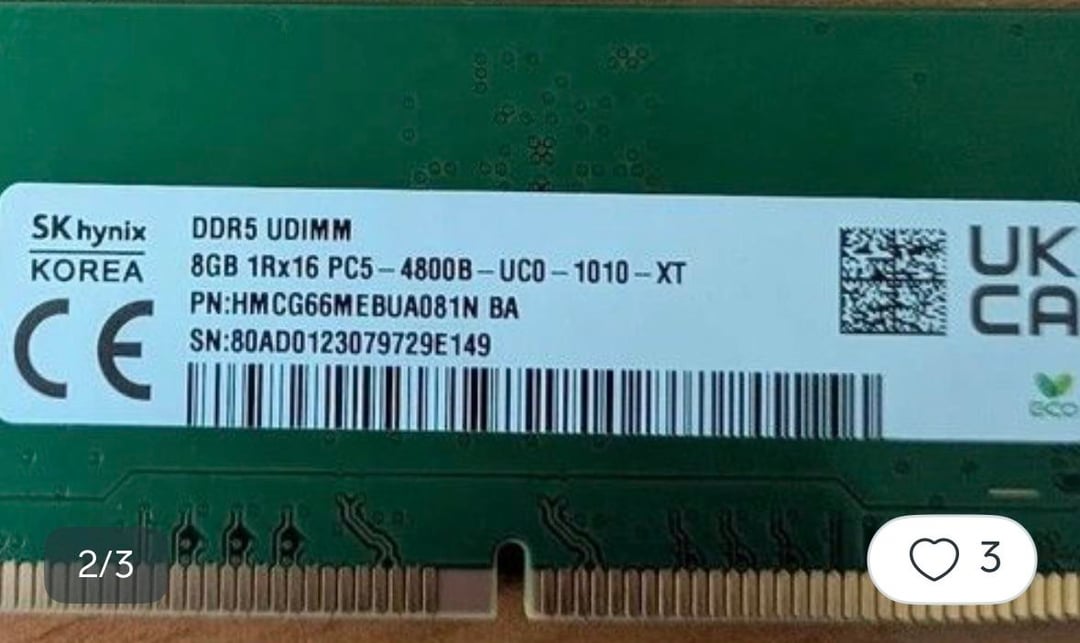 SK hynix
KOREA
DDR5 UDIMM
8GB 1Rx16 PC5-4800B-UC0-1010-XT
PN:HMCG66MEBUA081N BA
SN:80AD0123079729E149
CE
UK
CA
eco
2/3
3